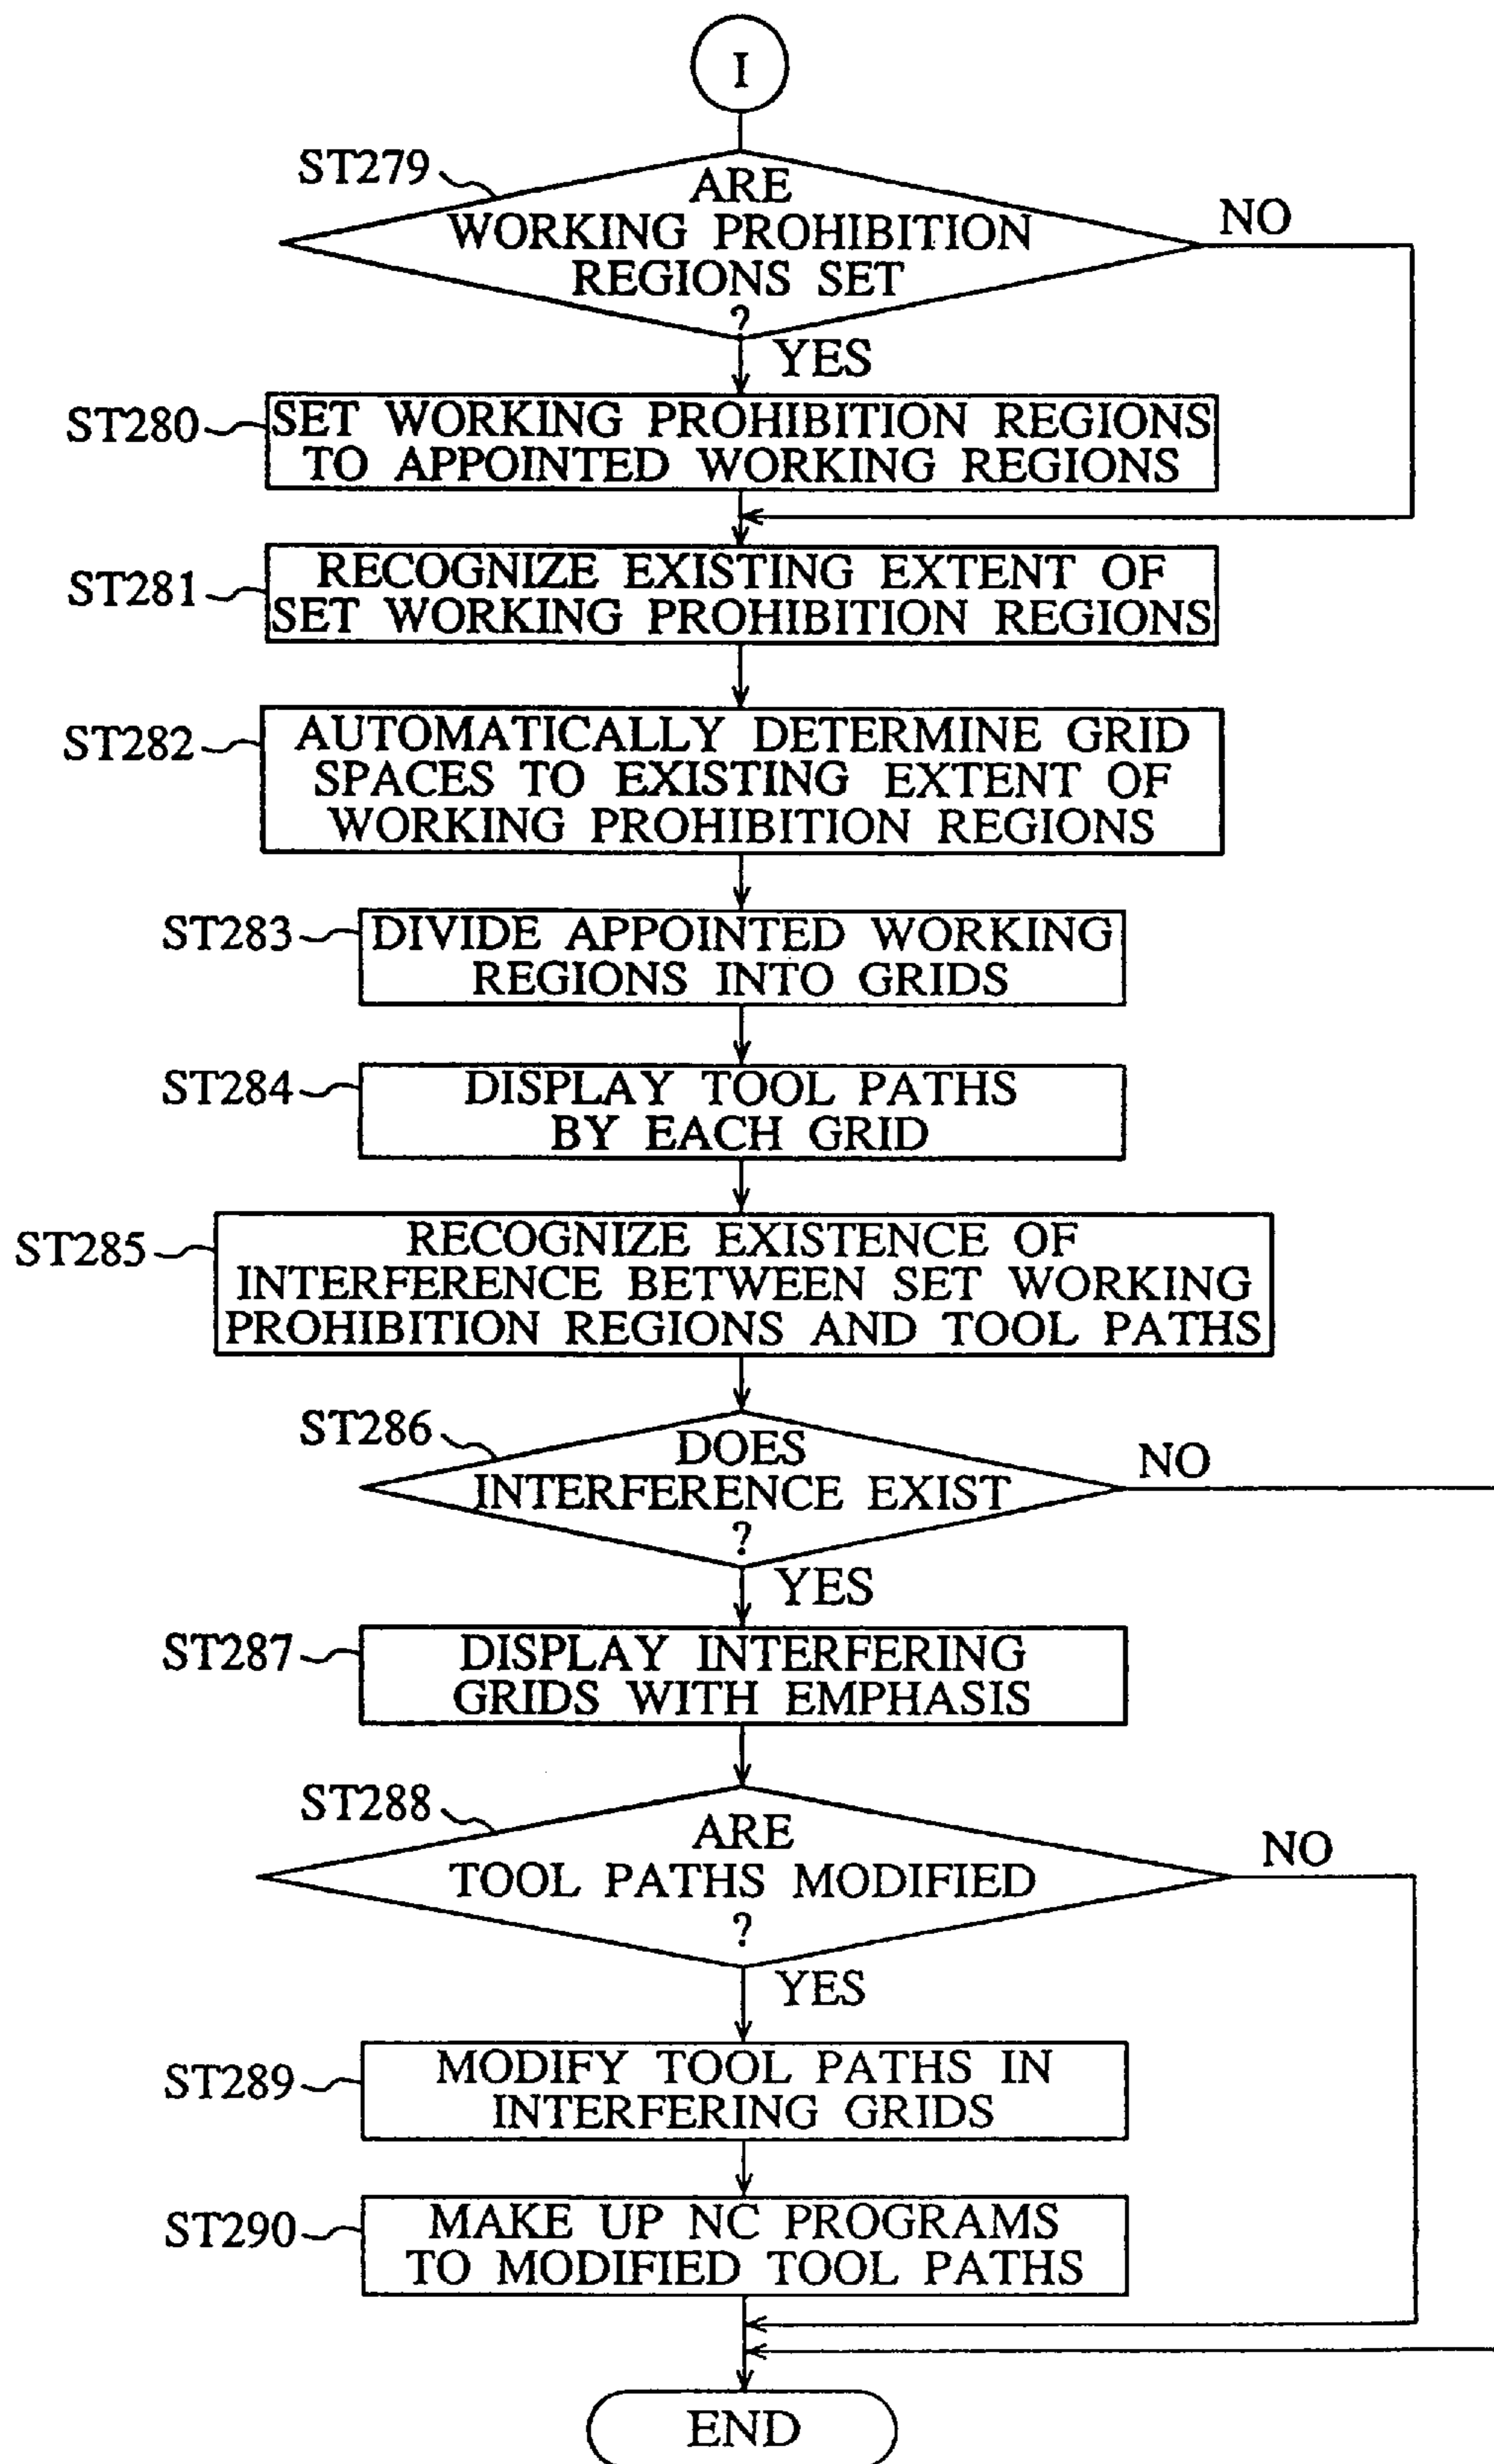 I
ST279
ARE
WORKING PROHIBITION
REGIONS SET
?
NO
YES
ST280
SET WORKING PROHIBITION REGIONS
TO APPOINTED WORKING REGIONS
ST281
RECOGNIZE EXISTING EXTENT OF
SET WORKING PROHIBITION REGIONS
ST282
AUTOMATICALLY DETERMINE GRID
SPACES TO EXISTING EXTENT OF
WORKING PROHIBITION REGIONS
ST283
DIVIDE APPOINTED WORKING
REGIONS INTO GRIDS
ST284
DISPLAY TOOL PATHS
BY EACH GRID
ST285
RECOGNIZE EXISTENCE OF
INTERFERENCE BETWEEN SET WORKING
PROHIBITION REGIONS AND TOOL PATHS
ST286
DOES
INTERFERENCE EXIST
?
NO
YES
ST287
DISPLAY INTERFERING
GRIDS WITH EMPHASIS
ST288
ARE
TOOL PATHS MODIFIED
?
NO
YES
ST289
MODIFY TOOL PATHS IN
INTERFERING GRIDS
ST290
MAKE UP NC PROGRAMS
TO MODIFIED TOOL PATHS
END